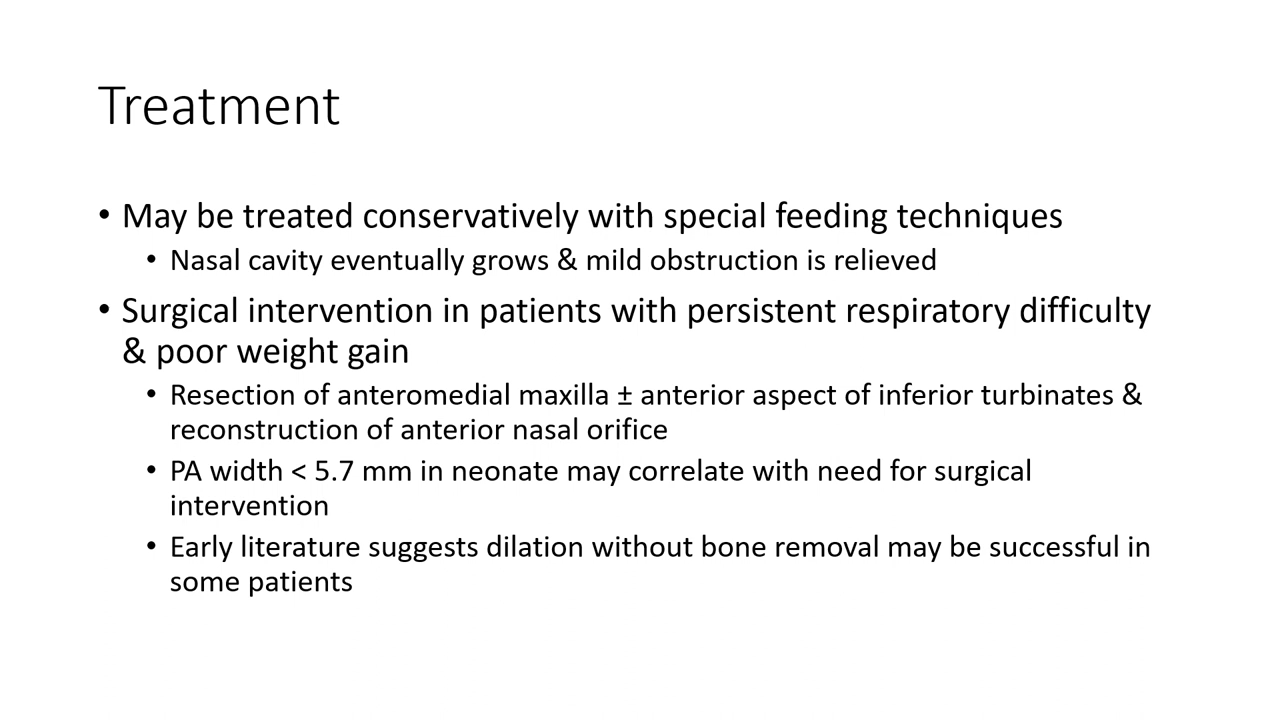 Treatment
• May be treated conservatively with special feeding techniques
• Nasal cavity eventually grows & mild obstruction is relieved
• Surgical intervention in patients with persistent respiratory difficulty
& poor weight gain
• Resection of anteromedial maxilla ± anterior aspect of inferior turbinates &
reconstruction of anterior nasal orifice
• PA width < 5.7 mm in neonate may correlate with need for surgical
intervention
• Early literature suggests dilation without bone removal may be successful in
some patients